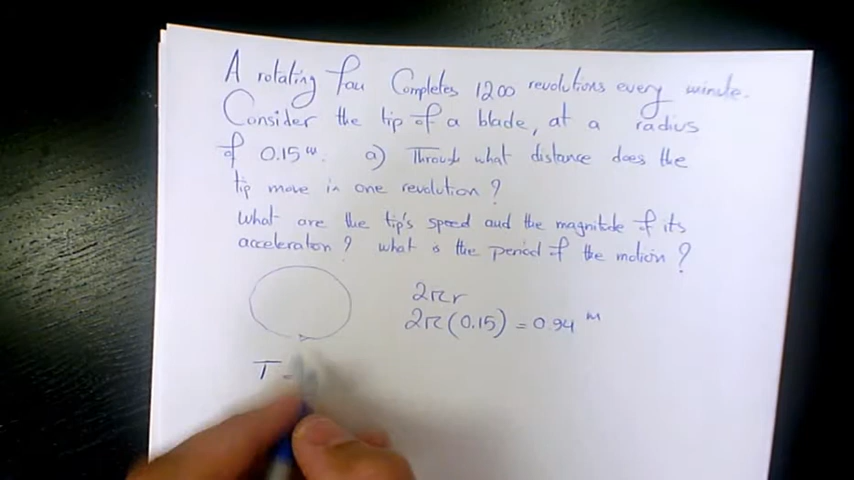 A rotating fan Completes 1200 revolutions every minute.
Consider the tip of a blade, at a radius
of 0.15 m. a) Through what distance does the
tip move in one revolution?
What are the tip's speed and the magnitude of its
acceleration? what is the period of the motion?
2πr
2π(0.15) = 0.94 m
T =